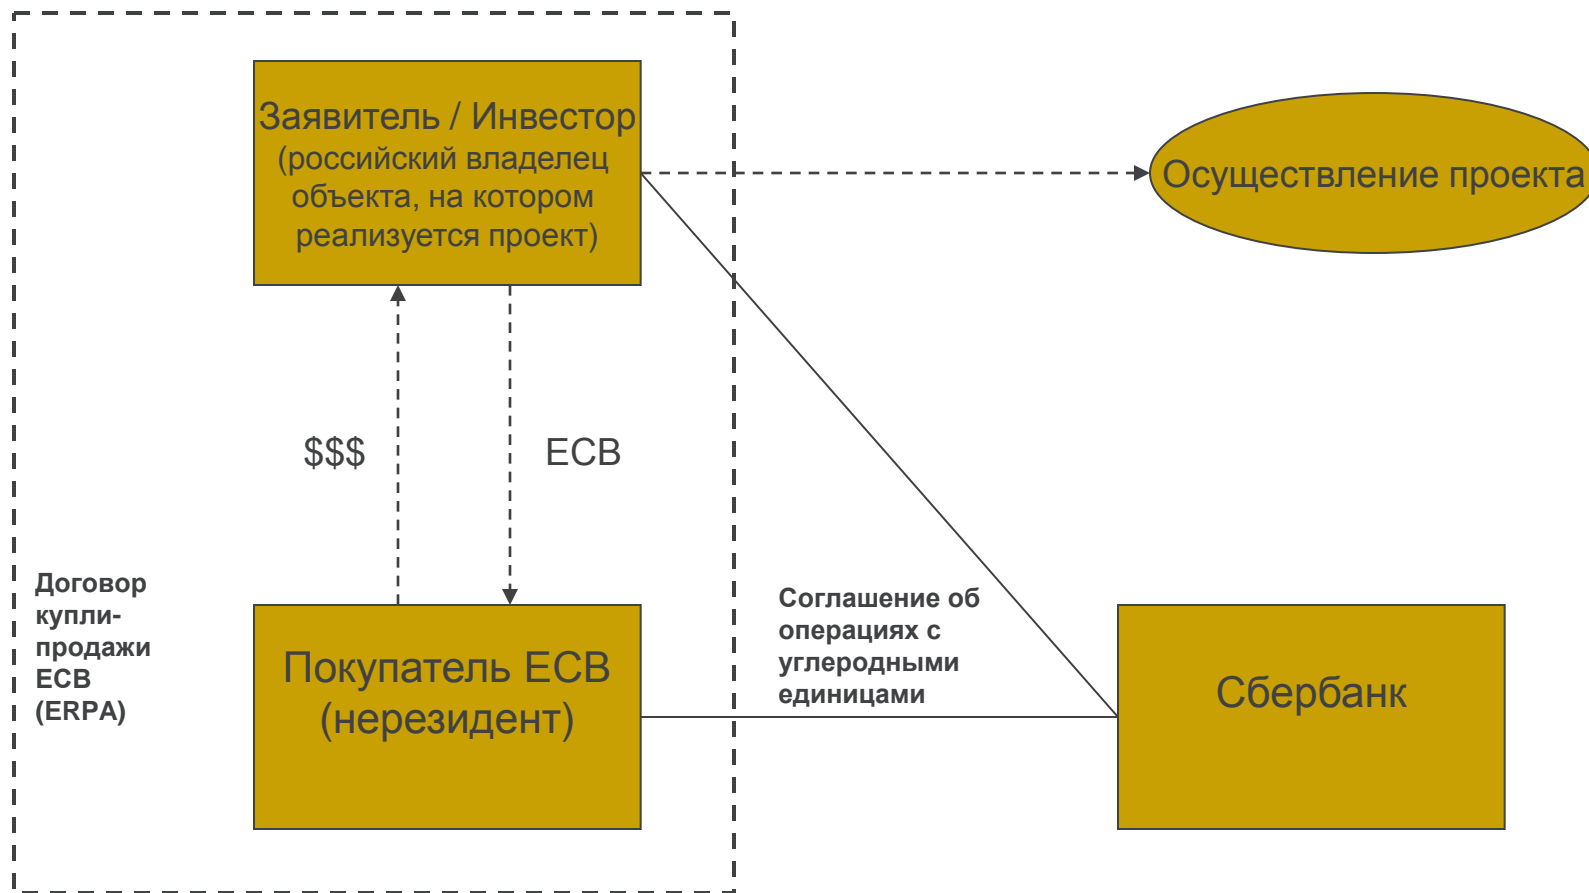 Заявитель / Инвестор
(российский владелец
объекта, на котором
реализуется проект)
Осуществление проекта
$$$
ЕСВ
Договор
купли-
продажи
ЕСВ
(ERPA)
Покупатель ЕСВ
(нерезидент)
Соглашение об
операциях с
углеродными
единицами
Сбербанк